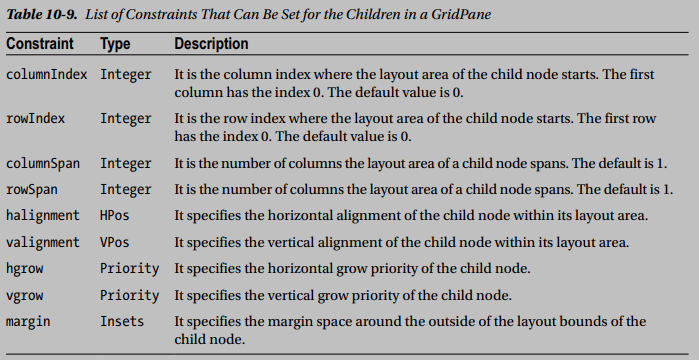 Table 10-9. List of Constraints That Can Be Set for the Children in a GridPane
Constraint Type Description
columnIndex Integer It is the column index where the layout area of the child node starts. The first
column has the index 0. The default value is 0.
rowIndex Integer It is the row index where the layout area of the child node starts. The first row
has the index 0. The default value is 0.
columnSpan Integer It is the number of columns the layout area of a child node spans. The default is 1.
rowSpan Integer It is the number of columns the layout area of a child node spans. The default is 1.
halignment HPos It specifies the horizontal alignment of the child node within its layout area.
valignment VPos It specifies the vertical alignment of the child node within its layout area.
hgrow Priority It specifies the horizontal grow priority of the child node.
vgrow Priority It specifies the vertical grow priority of the child node.
margin Insets It specifies the margin space around the outside of the layout bounds of the
child node.